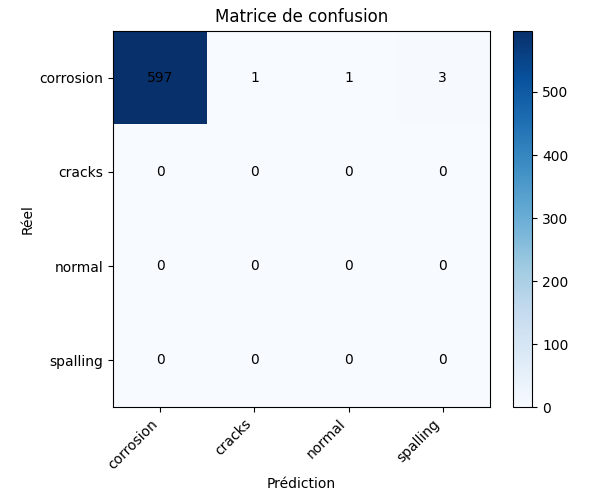 Matrice de confusion
corrosion 597 1 1 3
cracks 0 0 0 0
normal 0 0 0 0
spalling 0 0 0 0
Réel
corrosion cracks normal spalling
Prédiction
500
400
300
200
100
0